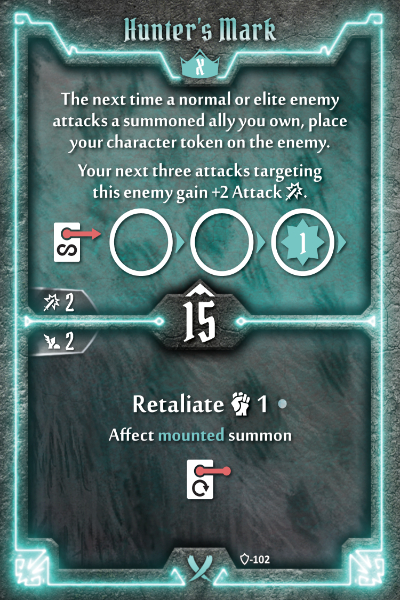 Hunter's Mark
X
The next time a normal or elite enemy
attacks a summoned ally you own, place
your character token on the enemy.
Your next three attacks targeting
this enemy gain +2 Attack.
S
1
2
15
2
Retaliate 1
Affect mounted summon
-102